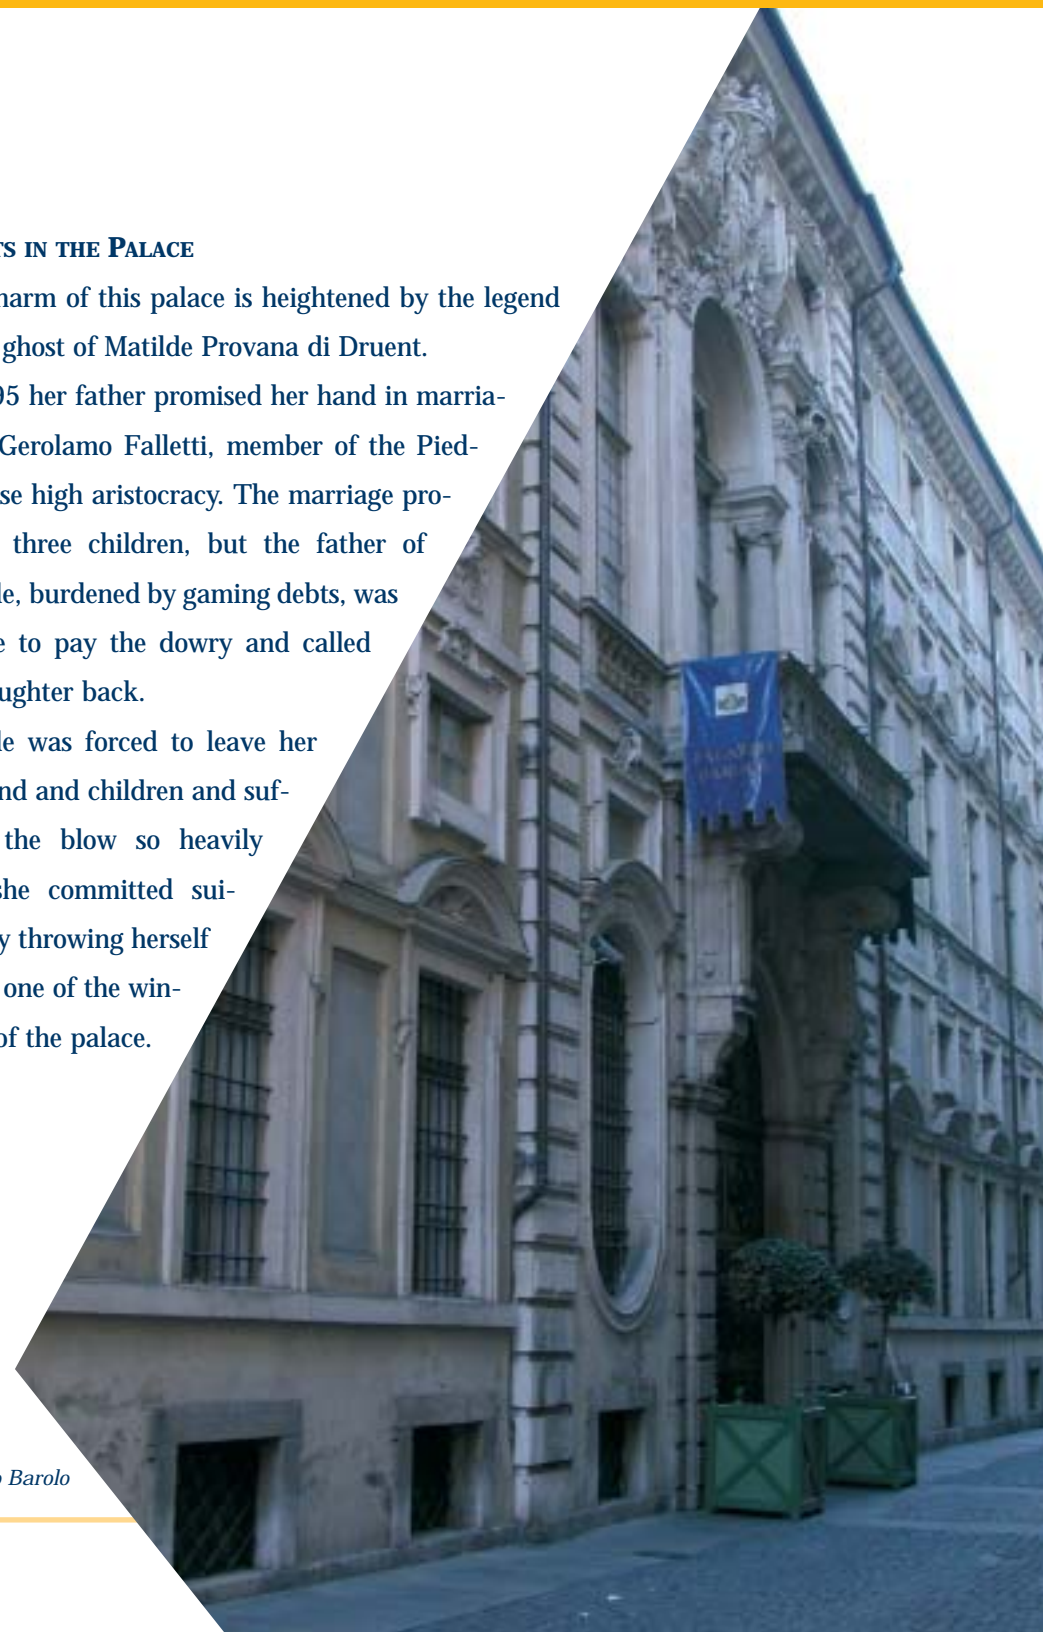 TS IN THE PALACE
harm of this palace is heightened by the legend
ghost of Matilde Provana di Druent.
95 her father promised her hand in marria-
Gerolamo Falletti, member of the Pied-
se high aristocracy. The marriage pro-
three children, but the father of
le, burdened by gaming debts, was
e to pay the dowry and called
ughter back.
le was forced to leave her
nd and children and suf-
the blow so heavily
she committed sui-
y throwing herself
one of the win-
of the palace.
o Barolo